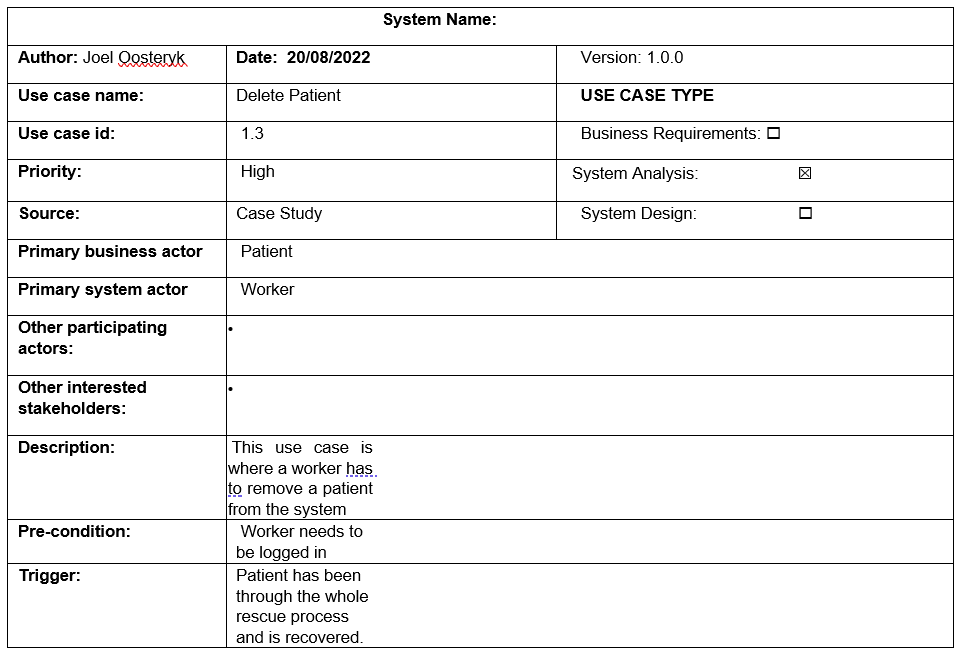 System Name:
Author: Joel Oosteryk Date: 20/08/2022 Version: 1.0.0
Use case name: Delete Patient USE CASE TYPE
Use case id: 1.3 Business Requirements: ☐
Priority: High System Analysis: ☒
Source: Case Study System Design: ☐
Primary business actor Patient
Primary system actor Worker
Other participating
actors:
•
Other interested
stakeholders:
•
Description: This use case is
where a worker has
to remove a patient
from the system
Pre-condition: Worker needs to
be logged in
Trigger: Patient has been
through the whole
rescue process
and is recovered.